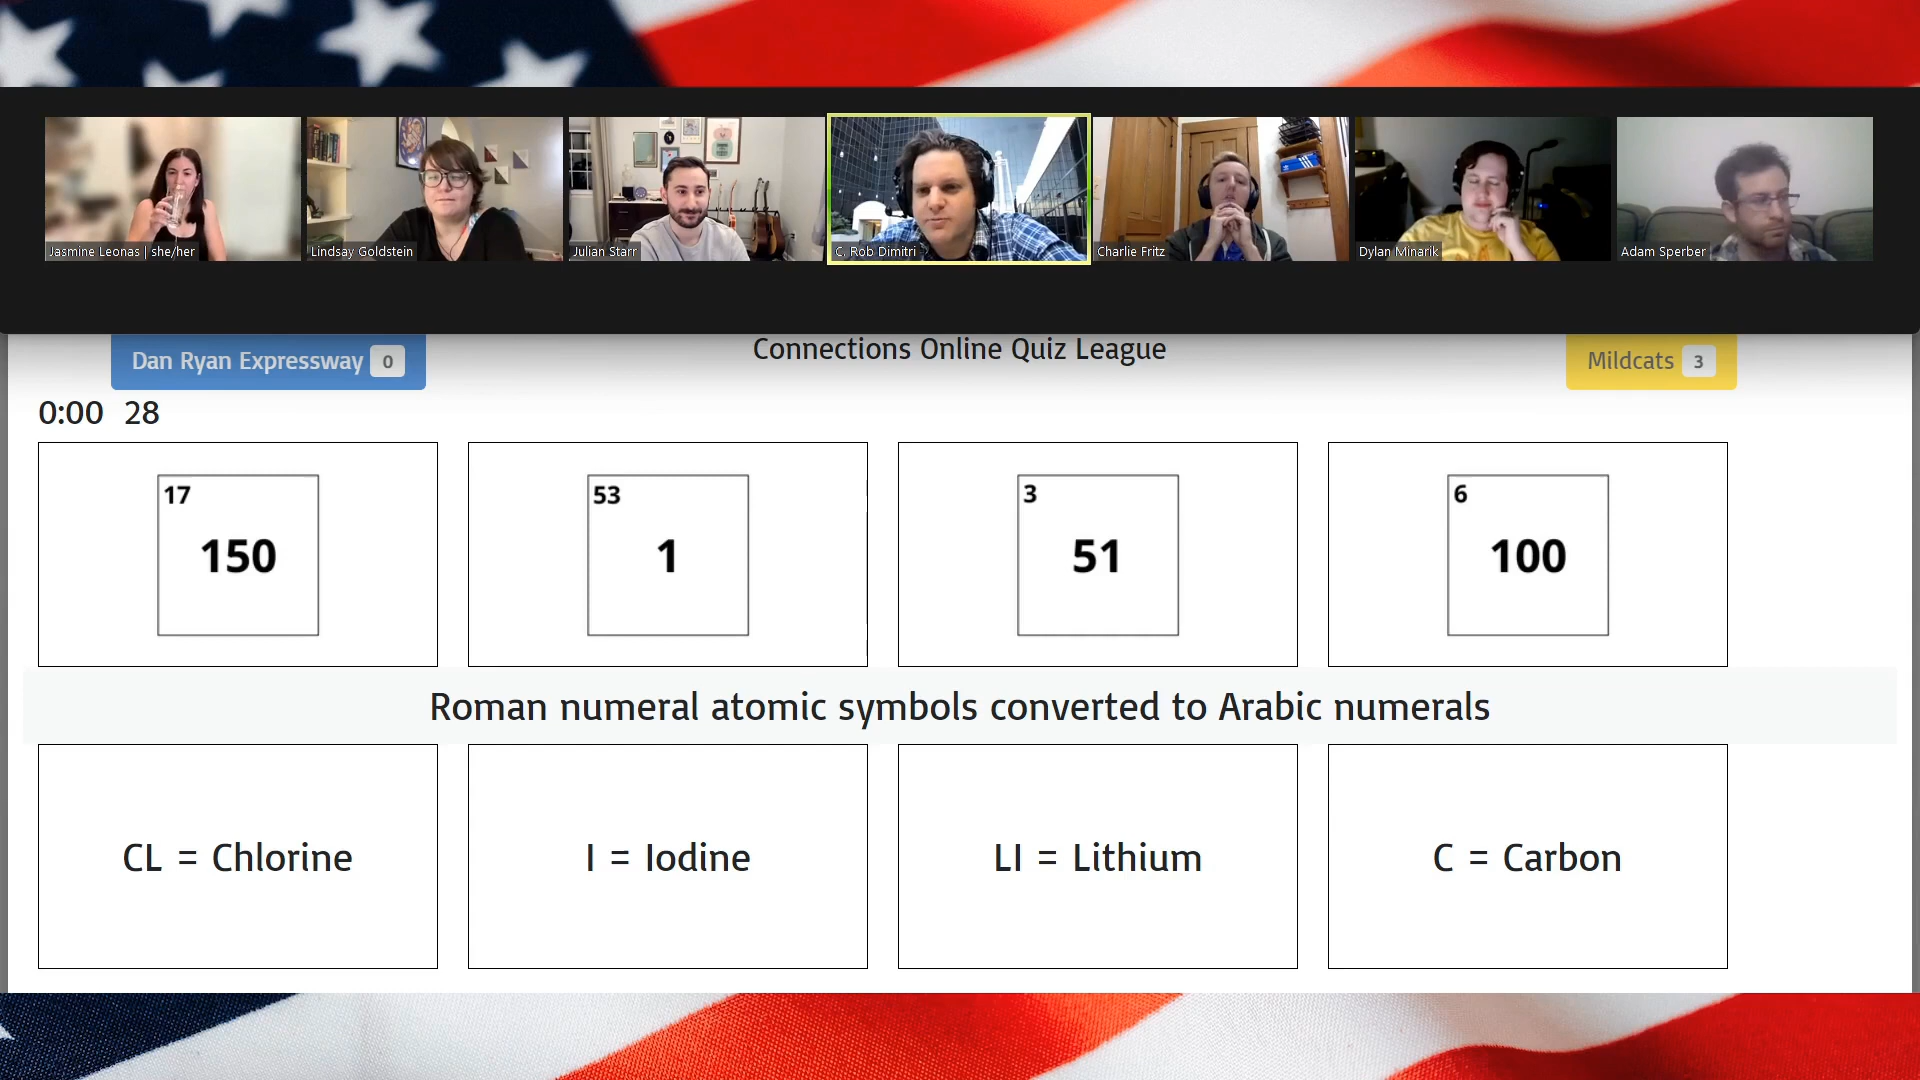 Jasmine Leonas | she/her
Lindsay Goldstein
Julian Starr
C. Rob Dimitri
Charlie Fritz
Dylan Minarik
Adam Sperber
Dan Ryan Expressway 0
Connections Online Quiz League
Mildcats 3
0:00 28
17
150
53
1
3
51
6
100
Roman numeral atomic symbols converted to Arabic numerals
CL = Chlorine
I = Iodine
LI = Lithium
C = Carbon